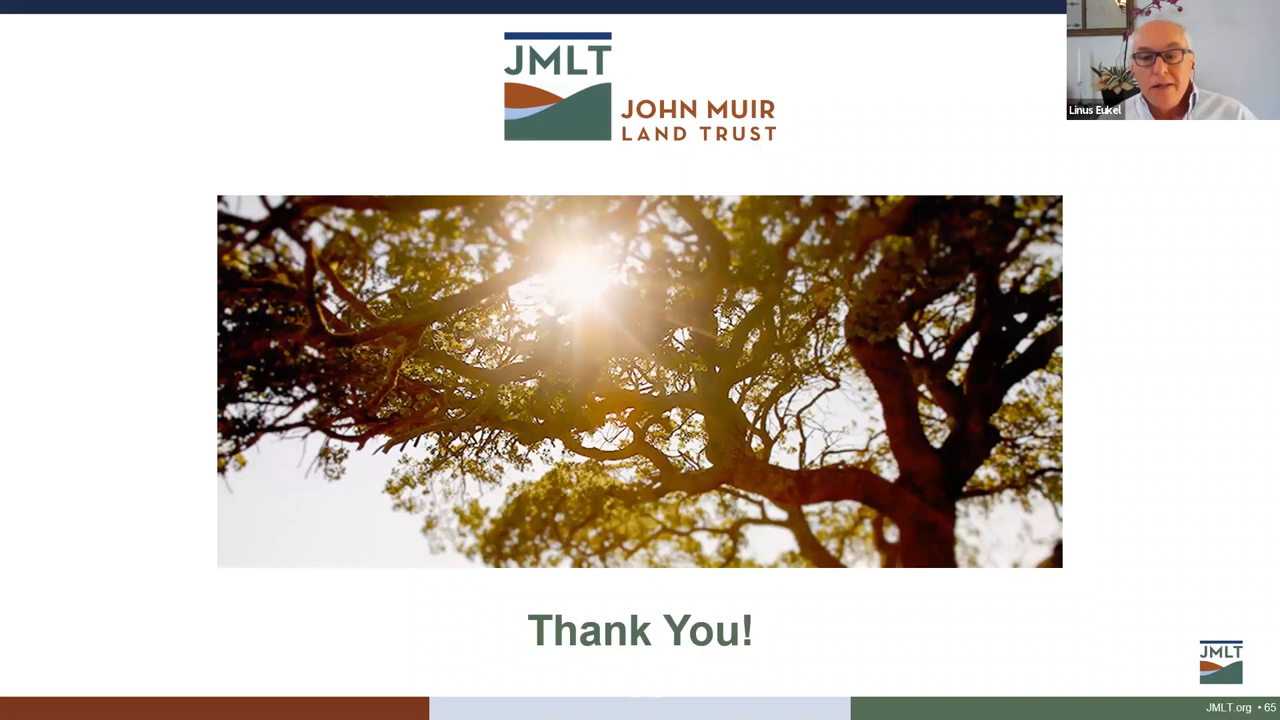 JMLT
JOHN MUIR
LAND TRUST
Linus Eukel
Thank You!
JMLT
JMLT.org • 65